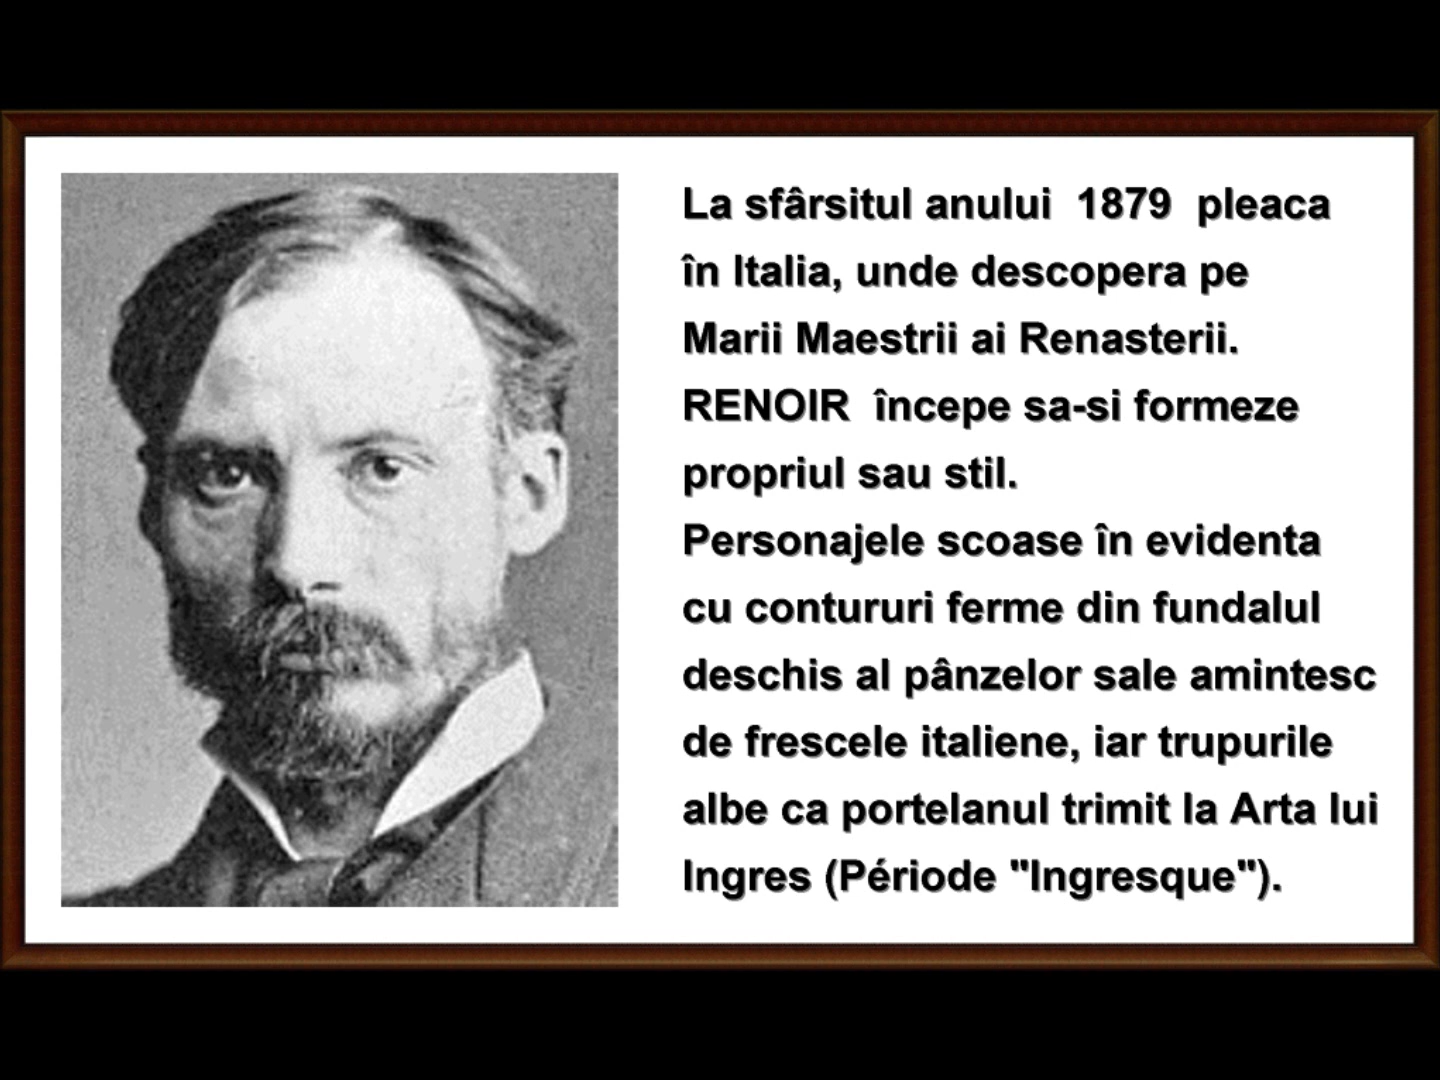 La sfârsitul anului 1879 pleaca
în Italia, unde descopera pe
Marii Maestrii ai Renasterii.
RENOIR începe sa-si formeze
propriul sau stil.
Personajele scoase în evidenta
cu contururi ferme din fundalul
deschis al pânzelor sale amintesc
de frescele italiene, iar trupurile
albe ca portelanul trimit la Arta lui
Ingres (Période "Ingresque").